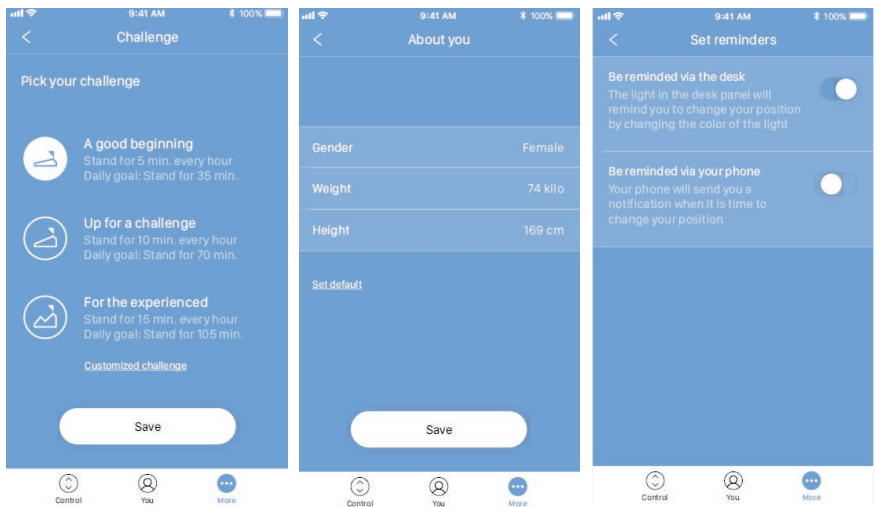 9:41 AM
100%
Challenge
Pick your challenge
A good beginning
Stand for 5 min. every hour
Daily goal: Stand for 35 min.
Up for a challenge
Stand for 10 min. every hour
Daily goal: Stand for 70 min.
For the experienced
Stand for 15 min. every hour
Daily goal: Stand for 105 min.
Customized challenge
Save
Control
You
More
9:41 AM
100%
About you
Gender
Female
Weight
74 kilo
Height
169 cm
Set default
Save
Control
You
More
9:41 AM
100%
Set reminders
Be reminded via the desk
The light in the desk panel will
remind you to change your position
by changing the color of the light
Be reminded via your phone
Your phone will send you a
notification when it is time to
change your position
Control
You
More